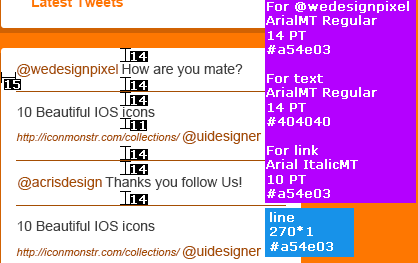 Latest Tweets
14
@wedesignpixel How are you mate?
15
14
14
10 Beautiful IOS icons
11
http://iconmonstr.com/collections/ @uidesigner
14
14
@acrisdesign Thanks you follow Us!
14
10 Beautiful IOS icons
http://iconmonstr.com/collections/ @uidesigner
For @wedesignpixel
ArialMT Regular
14 PT
#a54e03
For text
ArialMT Regular
14 PT
#404040
For link
Arial ItalicMT
10 PT
#a54e03
line
270*1
#a54e03